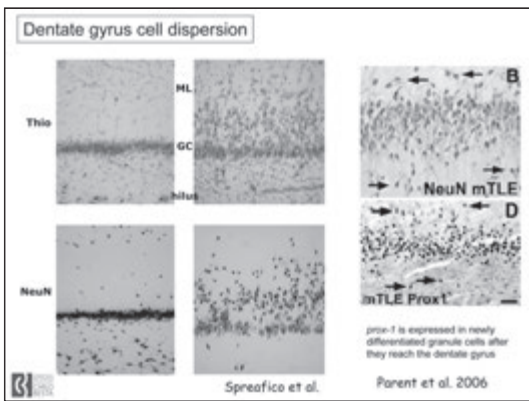 Dentate gyrus cell dispersion
Thio
ML
GC
hilus
NeuN
B
NeuN mTLE
D
mTLE Prox1
prox-1 is expressed in newly
differentiated granule cells after
they reach the dentate gyrus
Spreafico et al.
Parent et al. 2006